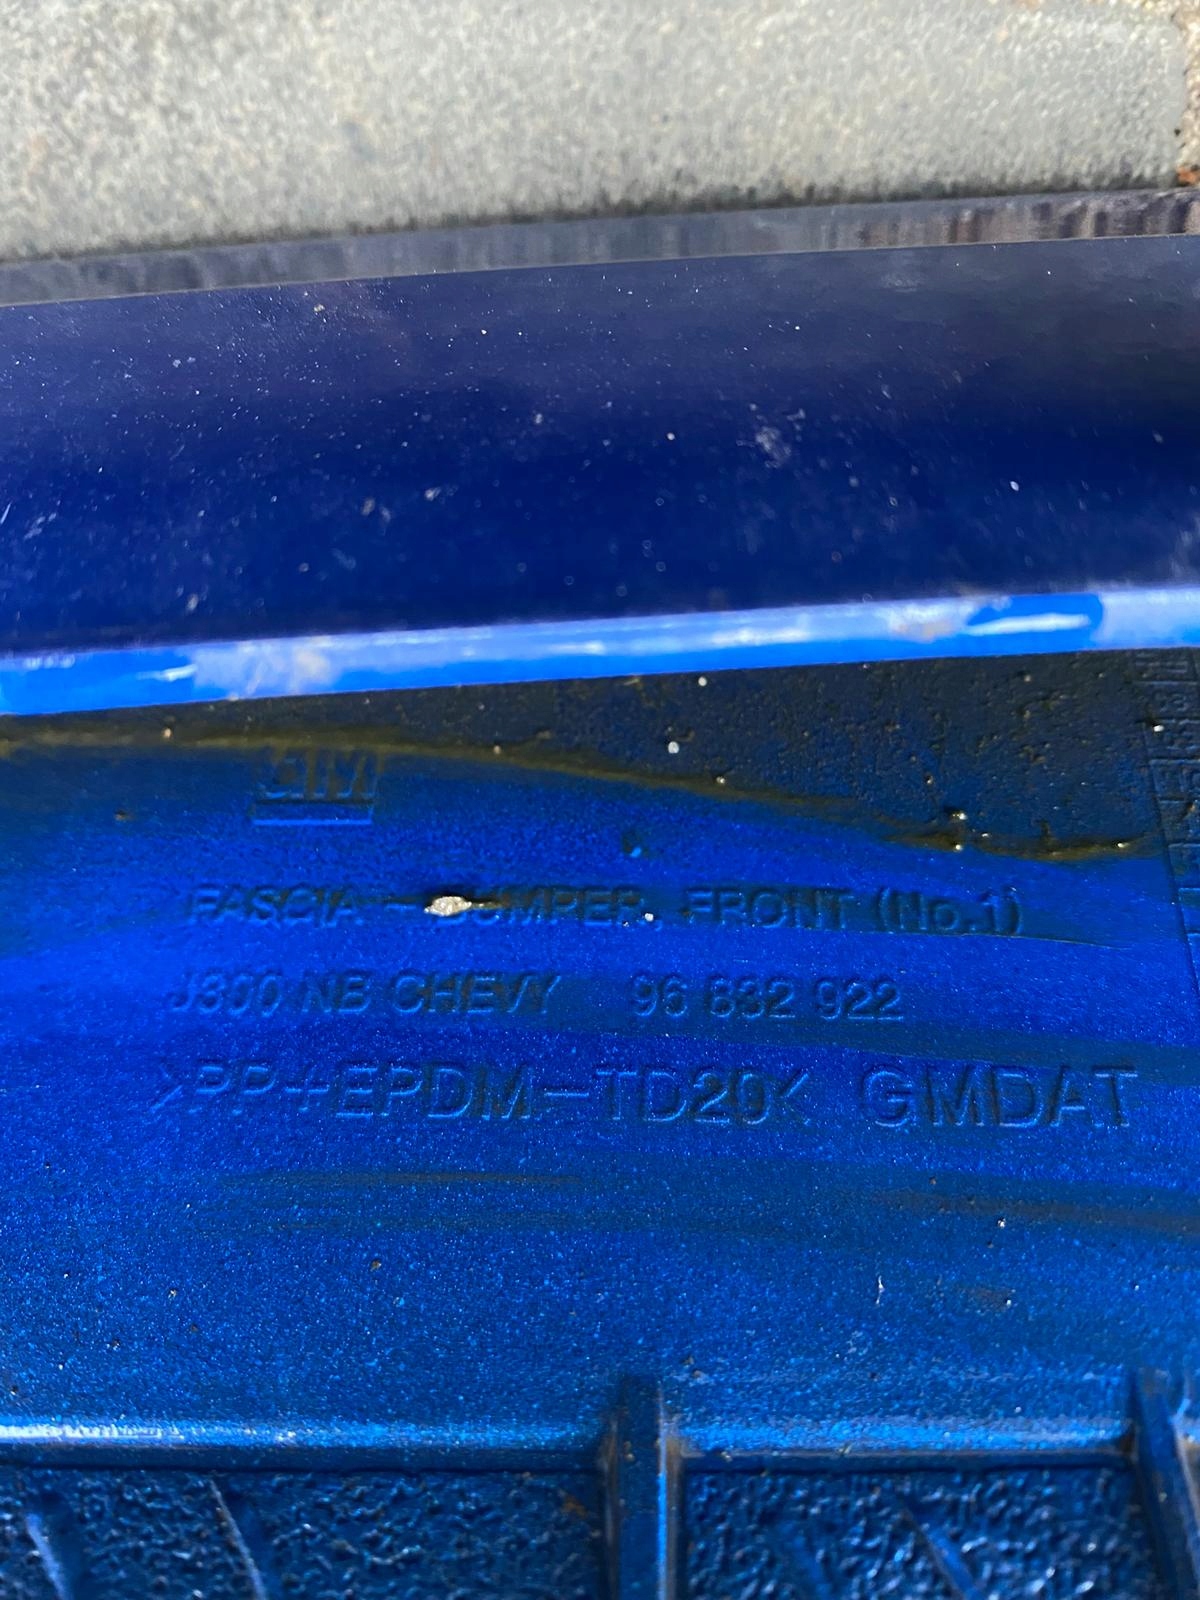 GM
FASCIA - BUMPER, FRONT (No.1)
J300 NB CHEVY 96 832 922
>PP+EPDM-TD20< GMDAT